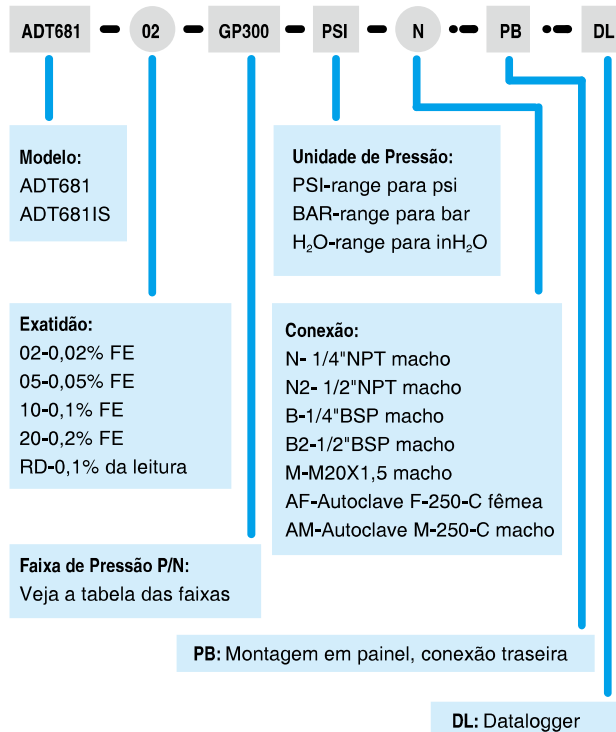 ADT681 - 02 - GP300 - PSI - N - PB - DL
Modelo:
ADT681
ADT681IS
Unidade de Pressão:
PSI-range para psi
BAR-range para bar
H₂O-range para inH₂O
Exatidão:
02-0,02% FE
05-0,05% FE
10-0,1% FE
20-0,2% FE
RD-0,1% da leitura
Conexão:
N- 1/4"NPT macho
N2- 1/2"NPT macho
B-1/4"BSP macho
B2-1/2"BSP macho
M-M20X1,5 macho
AF-Autoclave F-250-C fêmea
AM-Autoclave M-250-C macho
Faixa de Pressão P/N:
Veja a tabela das faixas
PB: Montagem em painel, conexão traseira
DL: Datalogger